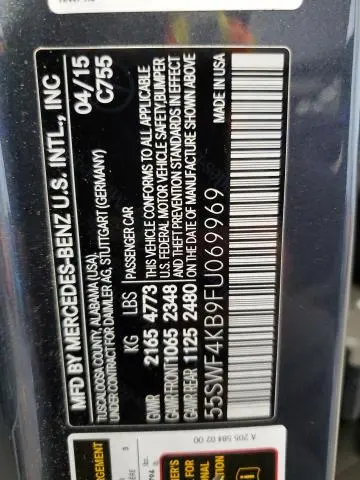 MFD BY MERCEDES-BENZ U.S. INTL., INC
TUSCALOOSA COUNTY, ALABAMA (USA),
UNDER CONTRACT FOR DAIMLER AG, STUTTGART (GERMANY)
04/15
C755
KG LBS
GVWR 2165 4773
GAWR FRONT 1065 2348
GAWR REAR 1125 2480
PASSENGER CAR
THIS VEHICLE CONFORMS TO ALL APPLICABLE
U.S. FEDERAL MOTOR VEHICLE SAFETY, BUMPER
AND THEFT PREVENTION STANDARDS IN EFFECT
ON THE DATE OF MANUFACTURE SHOWN ABOVE
55SWF4KB9FU069969
MADE IN USA
A 205 584 02 00